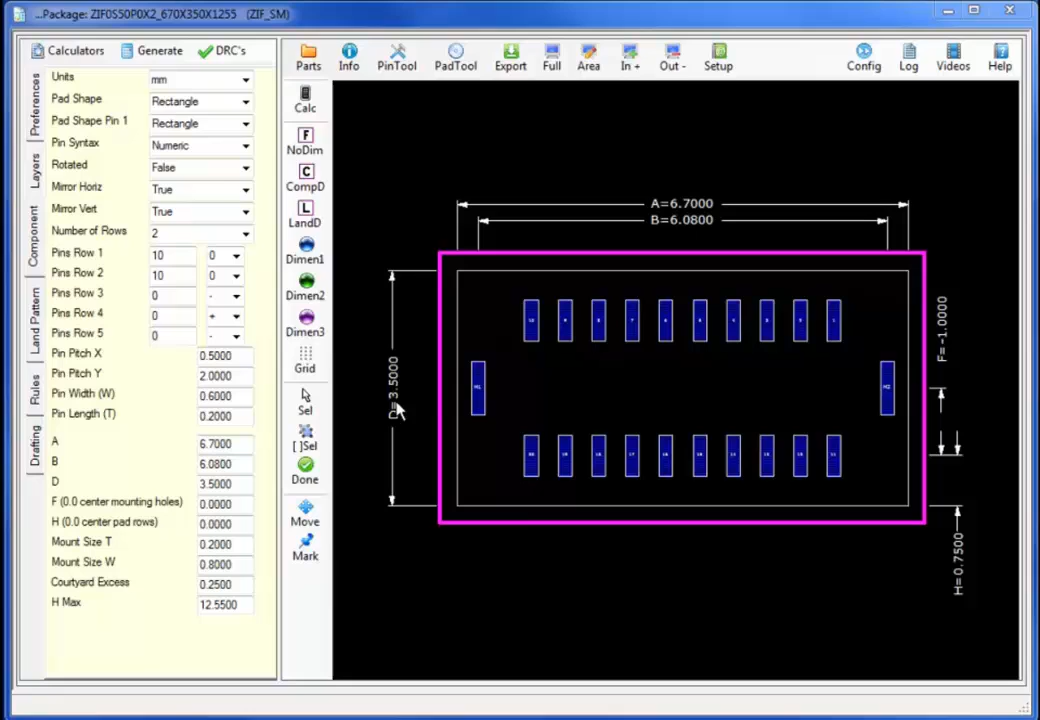 ...Package: ZIF0S50P0X2_670X350X1255 (ZIF_SM)
Calculators Generate DRC's
Parts Info PinTool PadTool Export Full Area In + Out - Setup Config Log Videos Help
Preferences
Layers
Component
Land Pattern
Rules
Drafting
Units mm
Pad Shape Rectangle
Pad Shape Pin 1 Rectangle
Pin Syntax Numeric
Rotated False
Mirror Horiz True
Mirror Vert True
Number of Rows 2
Pins Row 1 10 0
Pins Row 2 10 0
Pins Row 3 0 -
Pins Row 4 0 +
Pins Row 5 0 -
Pin Pitch X 0.5000
Pin Pitch Y 2.0000
Pin Width (W) 0.6000
Pin Length (T) 0.2000
A 6.7000
B 6.0800
D 3.5000
F (0.0 center mounting holes) 0.0000
H (0.0 center pad rows) 0.0000
Mount Size T 0.2000
Mount Size W 0.8000
Courtyard Excess 0.2500
H Max 12.5500
Calc
F
NoDim
C
CompD
L
LandD
Dimen1
Dimen2
Dimen3
Grid
Sel
[ ]Sel
Done
Move
Mark
A=6.7000
B=6.0800
D=3.5000
F=-1.0000
H=0.7500